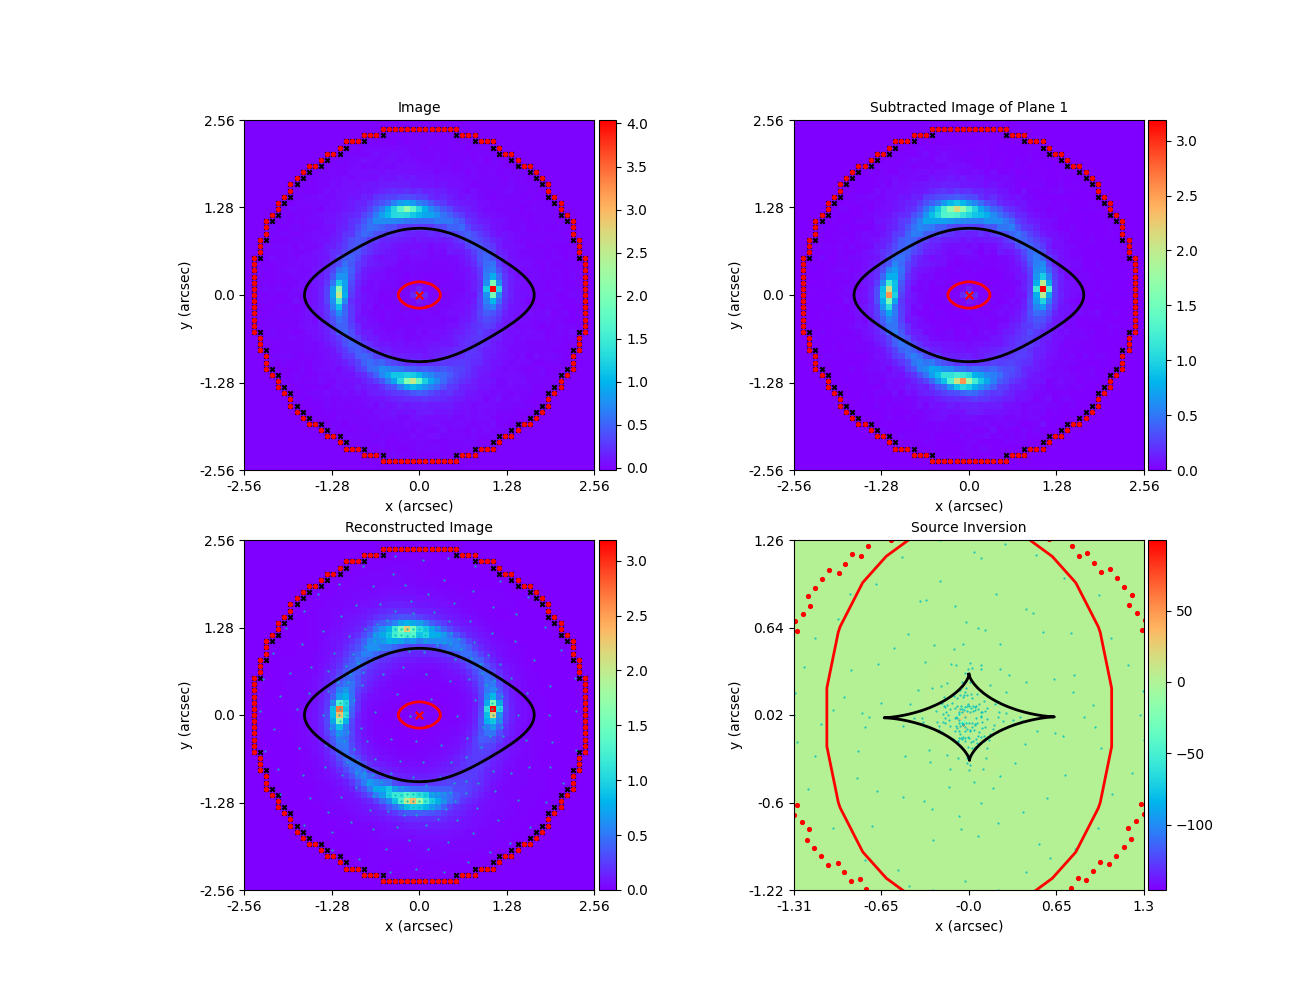 Image
2.56
1.28
0.0
-1.28
-2.56
y (arcsec)
-2.56 -1.28 0.0 1.28 2.56
x (arcsec)
4.0
3.5
3.0
2.5
2.0
1.5
1.0
0.5
0.0
Subtracted Image of Plane 1
2.56
1.28
0.0
-1.28
-2.56
y (arcsec)
-2.56 -1.28 0.0 1.28 2.56
x (arcsec)
3.0
2.5
2.0
1.5
1.0
0.5
0.0
Reconstructed Image
2.56
1.28
0.0
-1.28
-2.56
y (arcsec)
-2.56 -1.28 0.0 1.28 2.56
x (arcsec)
3.0
2.5
2.0
1.5
1.0
0.5
0.0
Source Inversion
1.26
0.64
0.02
-0.6
-1.22
y (arcsec)
-1.31 -0.65 -0.0 0.65 1.3
x (arcsec)
50
0
−50
−100